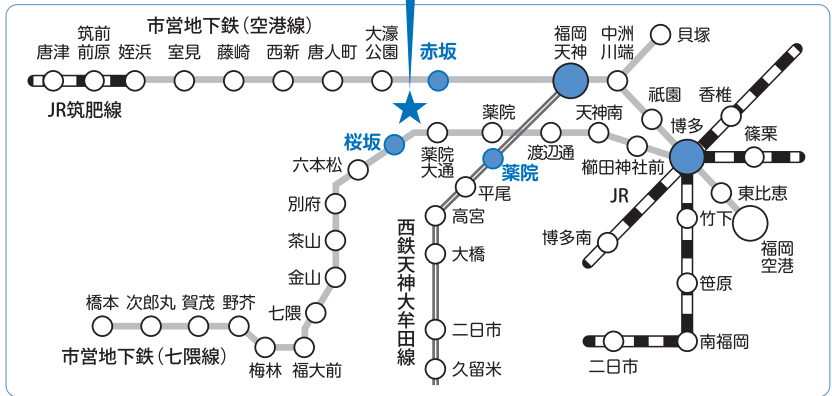 市営地下鉄(空港線)
唐津
筑前
前原
姪浜
室見
藤崎
西新
唐人町
大濠
公園
赤坂
福岡
天神
中洲
川端
貝塚
JR筑肥線
祇園
香椎
博多
篠栗
桜坂
薬院
大通
薬院
薬院
渡辺通
天神南
櫛田神社前
六本松
別府
茶山
金山
七隈
平尾
高宮
大橋
二日市
久留米
西鉄天神大牟田線
JR
東比恵
福岡
空港
博多南
竹下
笹原
南福岡
二日市
橋本
次郎丸
賀茂
野芥
梅林
福大前
市営地下鉄(七隈線)